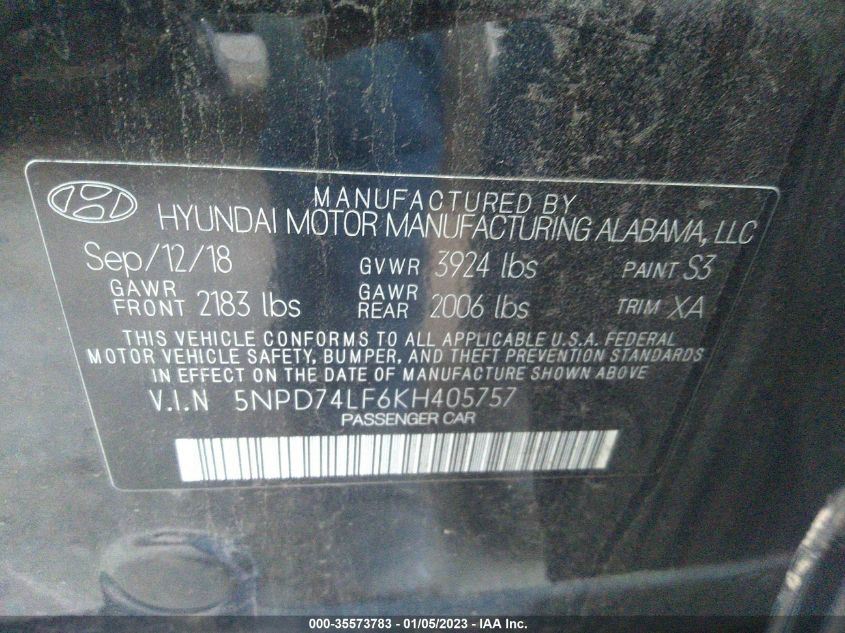 MANUFACTURED BY
HYUNDAI MOTOR MANUFACTURING ALABAMA, LLC
Sep/12/18 GVWR 3924 lbs PAINT S3
GAWR FRONT 2183 lbs GAWR REAR 2006 lbs TRIM XA
THIS VEHICLE CONFORMS TO ALL APPLICABLE U.S.A. FEDERAL
MOTOR VEHICLE SAFETY, BUMPER, AND THEFT PREVENTION STANDARDS
IN EFFECT ON THE DATE OF MANUFACTURE SHOWN ABOVE
V.I.N 5NPD74LF6KH405757
PASSENGER CAR
000-35573783 - 01/05/2023 - IAA Inc.